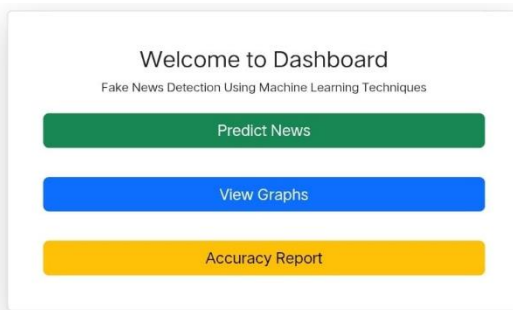 Welcome to Dashboard
Fake News Detection Using Machine Learning Techniques
Predict News
View Graphs
Accuracy Report